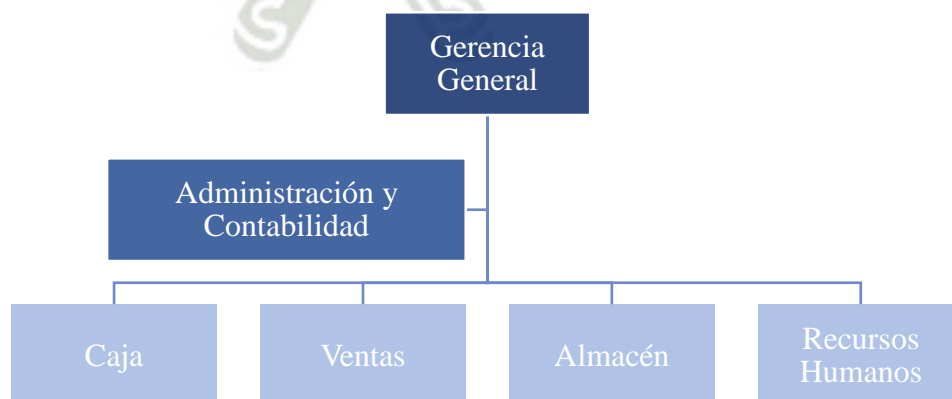 Gerencia
General
Administración y
Contabilidad
Caja
Ventas
Almacén
Recursos
Humanos